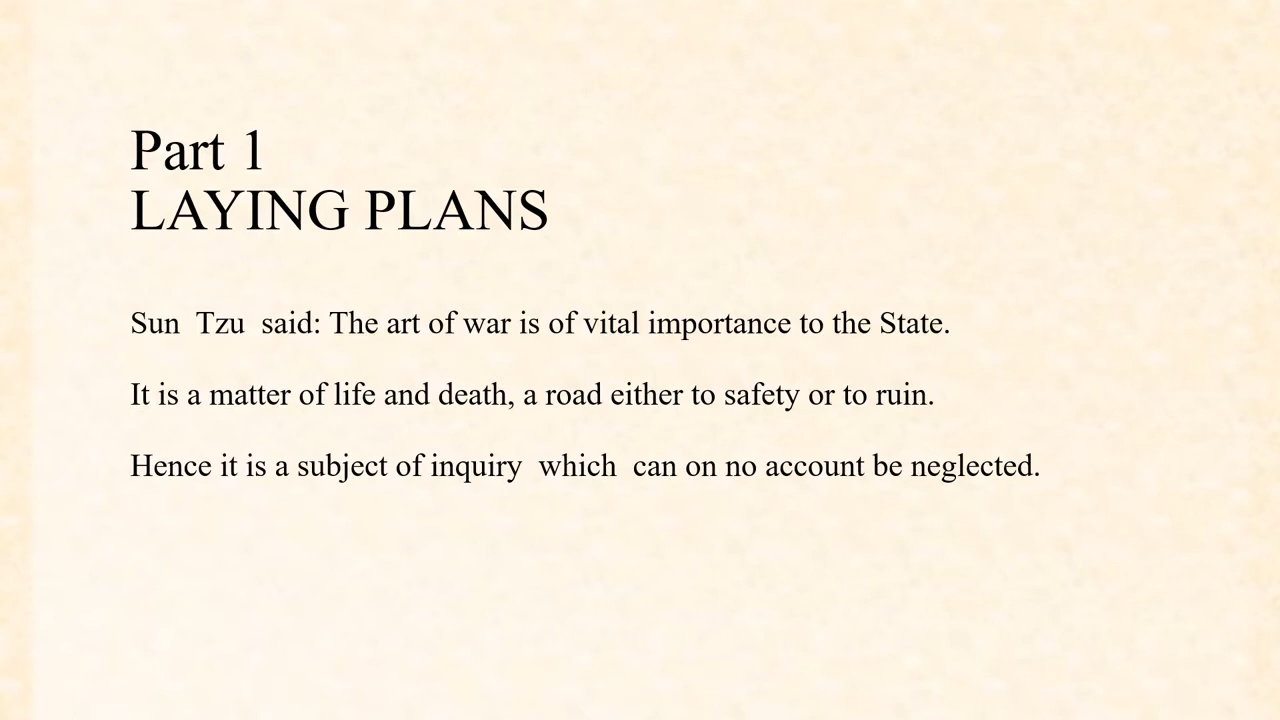 Part 1
LAYING PLANS
Sun  Tzu  said: The art of war is of vital importance to the State.
It is a matter of life and death, a road either to safety or to ruin.
Hence it is a subject of inquiry  which  can on no account be neglected.